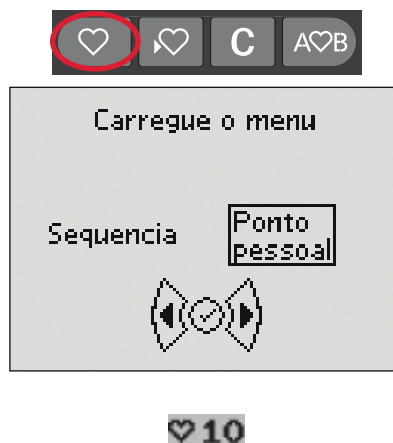 C A♡B
Carregue o menu
Sequencia Ponto
pessoal
♡10